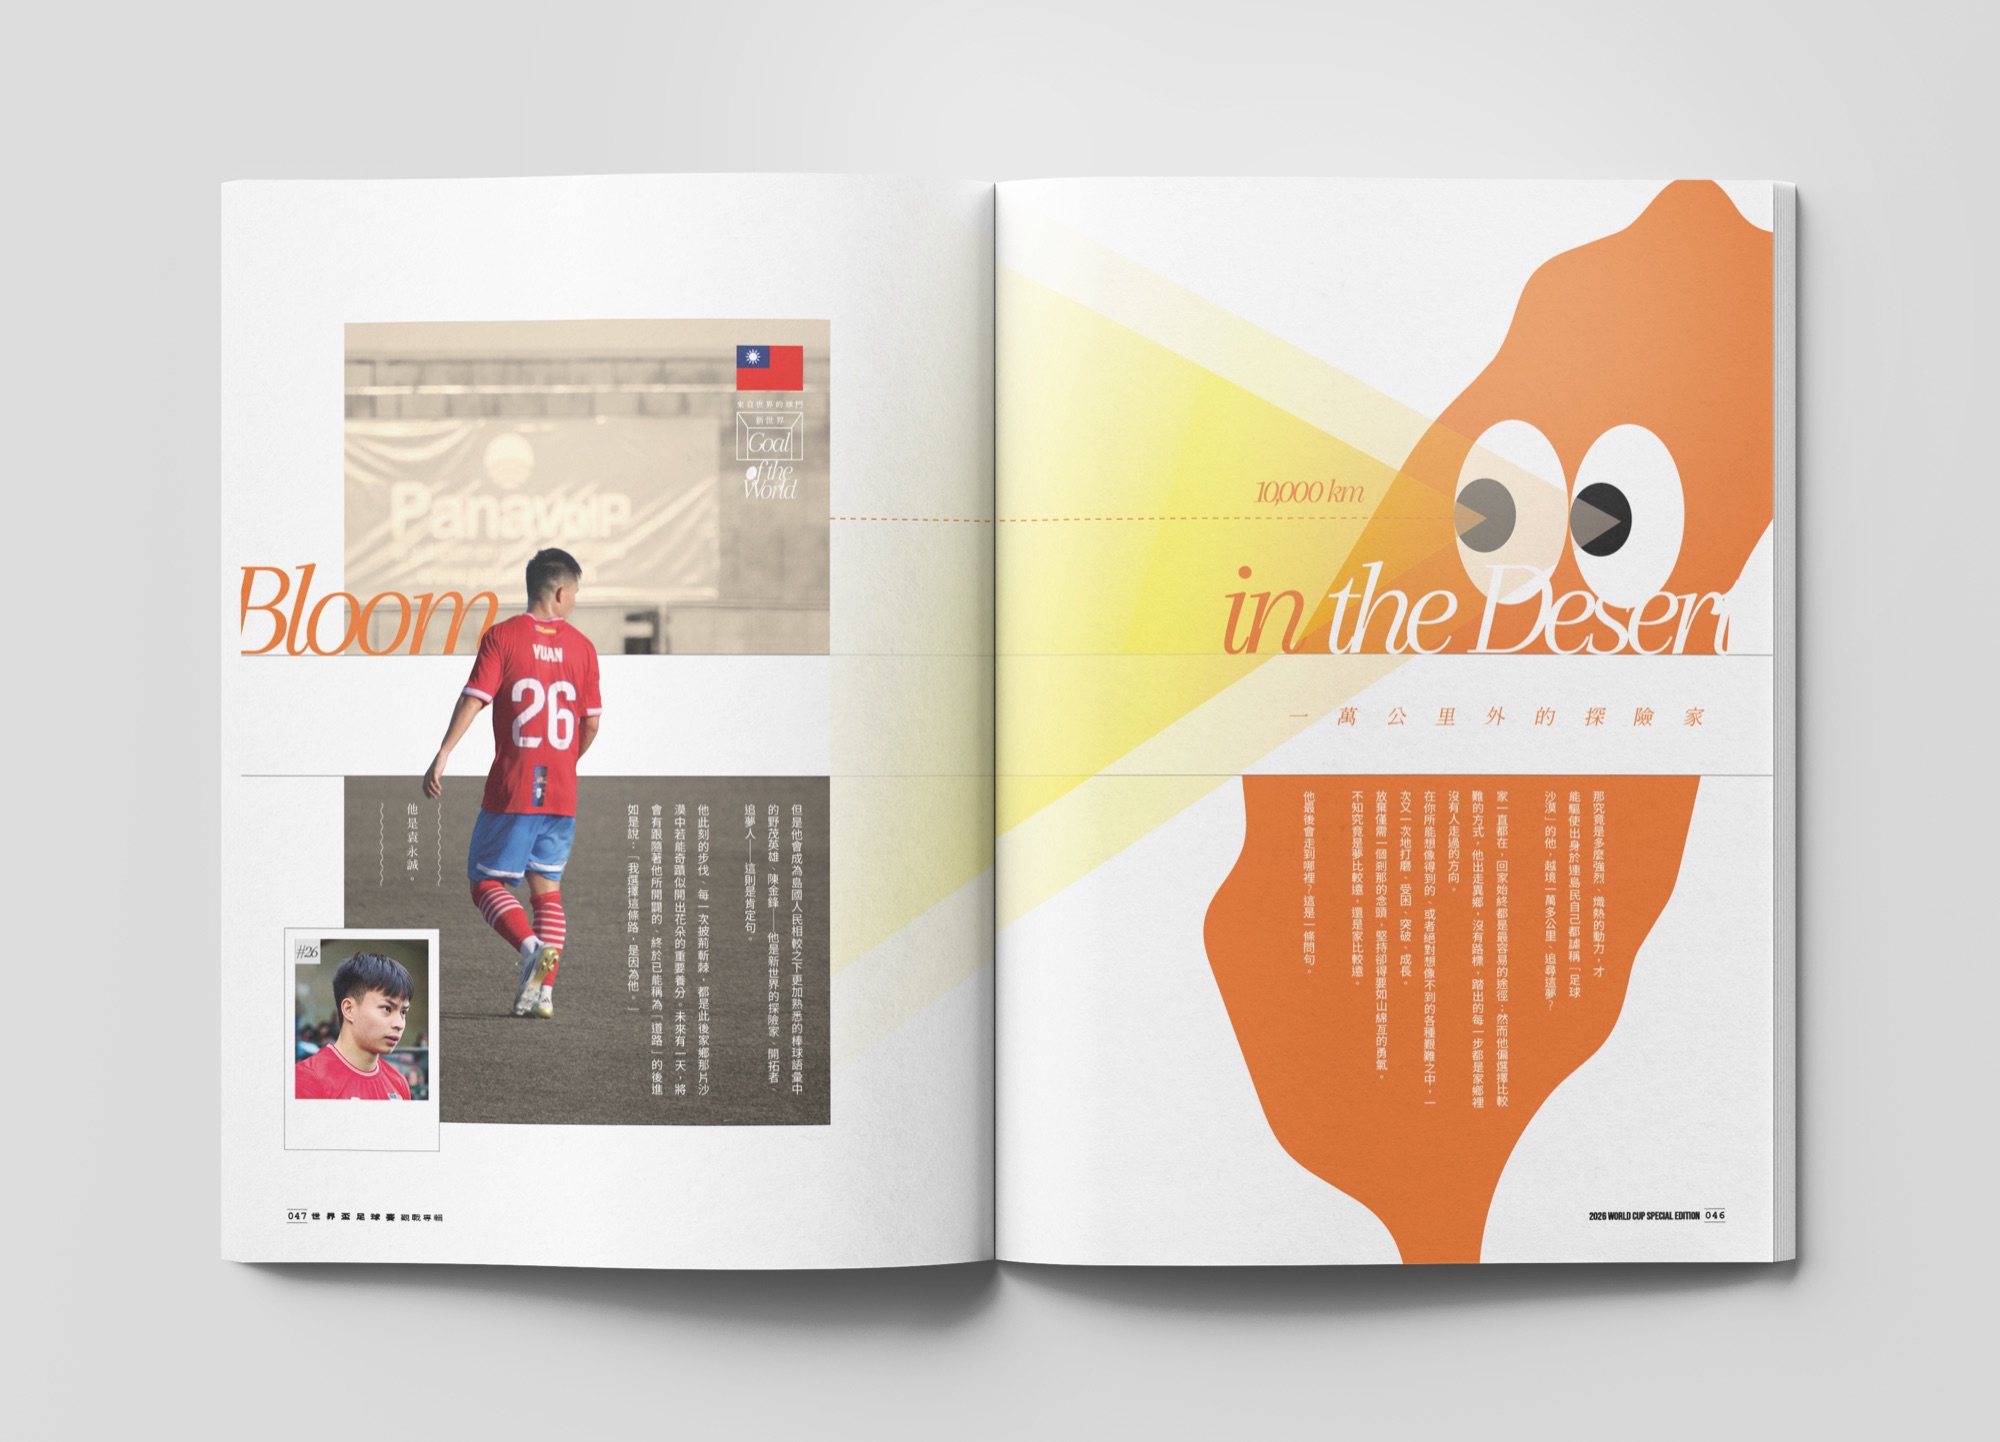 Bloom in the Desert
10,000 km
一萬公里外的探險家
那究竟是多麼強烈、熾熱的動力,才
能驅使出身於連島民自己都謔稱「足球
沙漠」的他,越境一萬多公里、追尋這夢?
家一直都在,回家始終都是最容易的途徑;然而他偏選擇比較
難的方式,他出走異鄉,沒有路標,踏出的每一步都是家鄉裡
沒有人走過的方向。
在你所能想像得到的、或者絕對想像不到的各種艱難之中,一
次又一次地打磨、受困、突破、成長。
放棄僅需一個剎那的念頭,堅持卻得要如山綿亙的勇氣。
不知究竟是夢比較遠,還是家比較遠。
他最後會走到哪裡?這是一條問句。
2026 WORLD CUP SPECIAL EDITION 046
來自世界的球門
新世界
Goal
of the
World
Panavoip
YUAN
26
但是他會成為島國人民相較之下更加熟悉的棒球語彙中
的野茂英雄、陳金鋒——他是新世界的探險家、開拓者、
追夢人——這則是肯定句。
他此刻的步伐、每一次披荊斬棘,都是此後家鄉那片沙
漠中若能奇蹟似開出花朵的重要養分。未來有一天,將
會有跟隨著他所開闢的、終於已能稱為「道路」的後進
如是說:「我選擇這條路,是因為他。」
他是袁永誠。
#26
047 世界盃足球賽 觀戰專輯